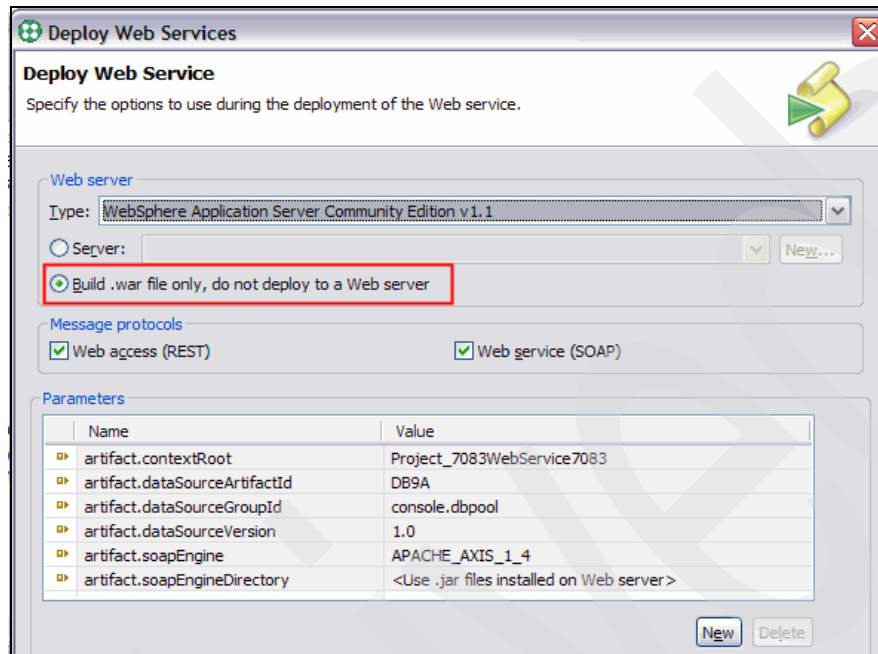 Deploy Web Services
Deploy Web Service
Specify the options to use during the deployment of the Web service.
Web server
Type: WebSphere Application Server Community Edition v1.1
Server: New...
Build .war file only, do not deploy to a Web server
Message protocols
Web access (REST) Web service (SOAP)
Parameters
Name Value
artifact.contextRoot Project_7083WebService7083
artifact.dataSourceArtifactId DB9A
artifact.dataSourceGroupId console.dbpool
artifact.dataSourceVersion 1.0
artifact.soapEngine APACHE_AXIS_1_4
artifact.soapEngineDirectory <Use .jar files installed on Web server>
New Delete